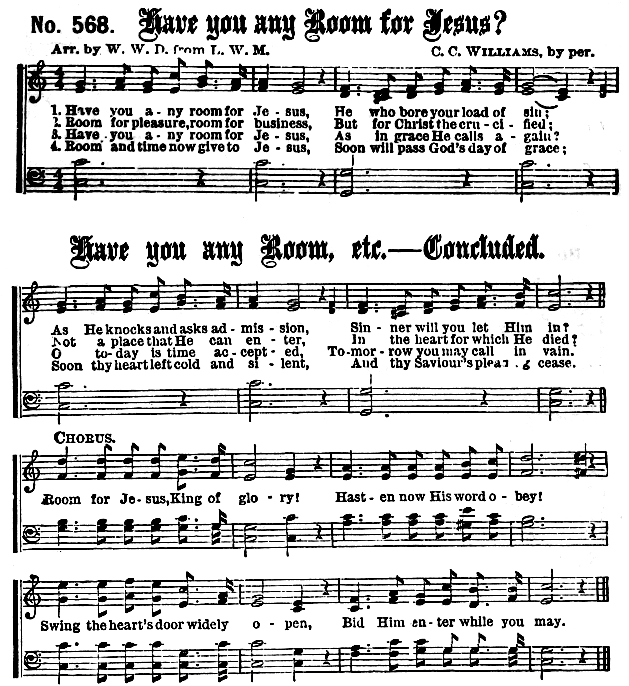 No. 568. Have you any Room for Jesus?
Arr. by W. W. D. from L. W. M. C. C. WILLIAMS, by per.
1. Have you a-ny room for Je-sus, He who bore your load of sin;
2. Room for pleasure, room for business, But for Christ the cru-ci-fied;
3. Have you a-ny room for Je-sus, As in grace He calls a-gain?
4. Room and time now give to Je-sus, Soon will pass God's day of grace;
Have you any Room, etc.—Concluded.
As He knocks and asks ad-mis-sion, Sin-ner will you let Him in?
Not a place that He can en-ter, In the heart for which He died?
O to-day is time ac-cept-ed, To-mor-row you may call in vain.
Soon thy heart left cold and si-lent, And thy Saviour's cease.
CHORUS.
Room for Je-sus, King of glo-ry! Hast-en now His word o-bey!
Swing the heart's door widely o-pen, Bid Him en-ter while you may.